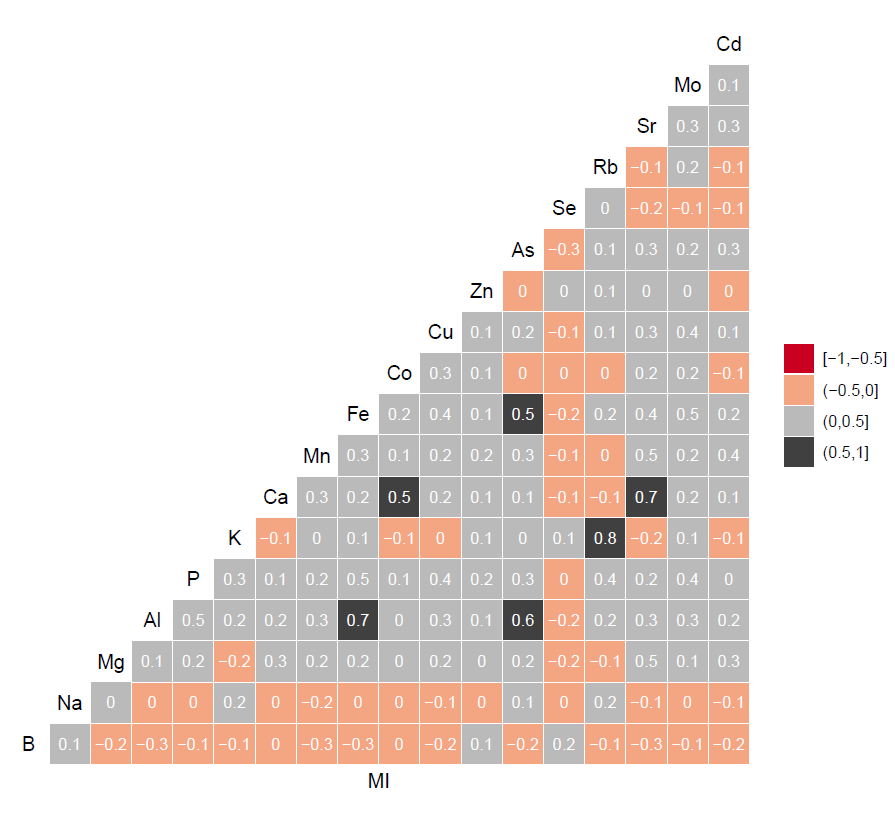 Cd
Mo 0.1
Sr 0.3 0.3
Rb −0.1 0.2 −0.1
Se 0 −0.2 −0.1 −0.1
As −0.3 0.1 0.3 0.2 0.3
Zn 0 0 0.1 0 0 0
Cu 0.1 0.2 −0.1 0.1 0.3 0.4 0.1
Co 0.3 0.1 0 0 0 0.2 0.2 −0.1
Fe 0.2 0.4 0.1 0.5 −0.2 0.2 0.4 0.5 0.2
Mn 0.3 0.1 0.2 0.2 0.3 −0.1 0 0.5 0.2 0.4
Ca 0.3 0.2 0.5 0.2 0.1 0.1 −0.1 −0.1 0.7 0.2 0.1
K −0.1 0 0.1 −0.1 0 0.1 0 0.1 0.8 −0.2 0.1 −0.1
P 0.3 0.1 0.2 0.5 0.1 0.4 0.2 0.3 0 0.4 0.2 0.4 0
Al 0.5 0.2 0.2 0.3 0.7 0 0.3 0.1 0.6 −0.2 0.2 0.3 0.3 0.2
Mg 0.1 0.2 −0.2 0.3 0.2 0.2 0 0.2 0 0.2 −0.2 −0.1 0.5 0.1 0.3
Na 0 0 0 0.2 0 −0.2 0 0 −0.1 0 0.1 0 0.2 −0.1 0 −0.1
B 0.1 −0.2 −0.3 −0.1 −0.1 0 −0.3 −0.3 0 −0.2 0.1 −0.2 0.2 −0.1 −0.3 −0.1 −0.2
MI
[−1,−0.5]
(−0.5,0]
(0,0.5]
(0.5,1]